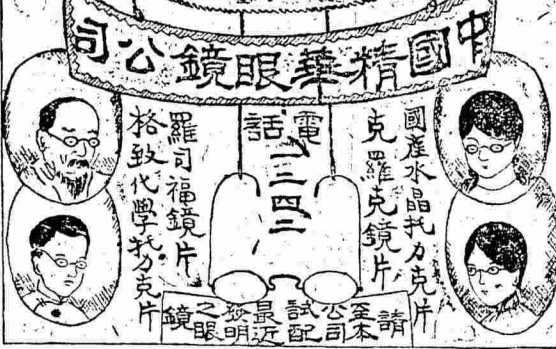 中國精華眼鏡公司
國產水晶托力克片
克羅克鏡片
電話
一二四二
羅司福鏡片
格致化學托力克片
請至本公司試配最近發明之眼鏡